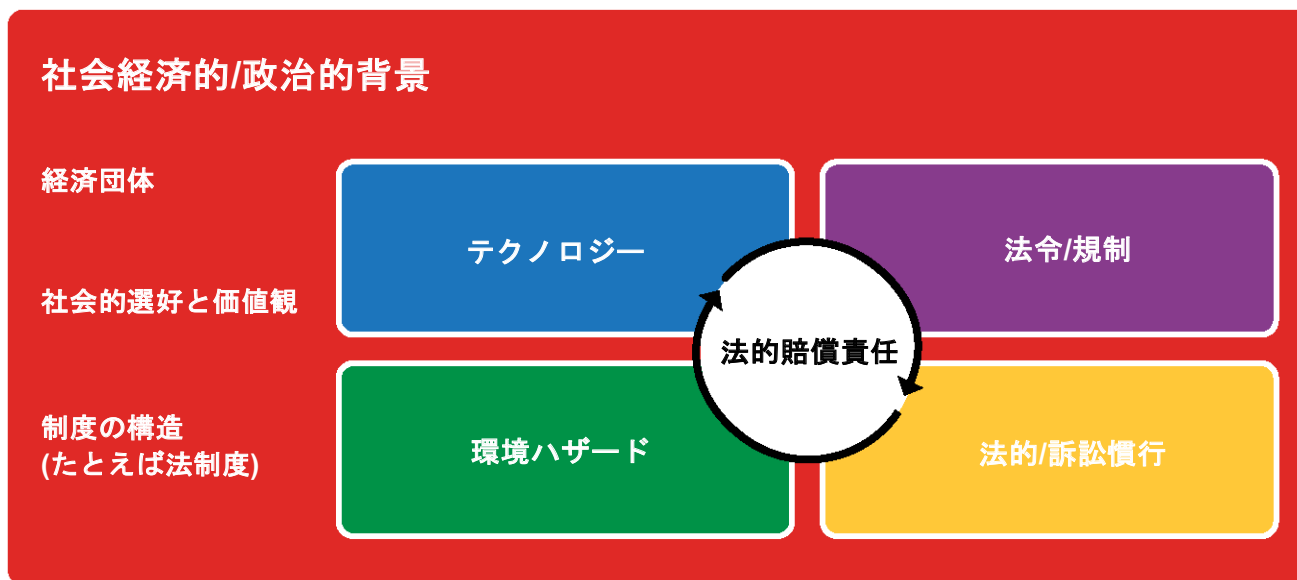 社会経済的/政治的背景
経済団体
社会的選好と価値観
制度の構造
(たとえば法制度)
テクノロジー
法令/規制
法的賠償責任
環境ハザード
法的/訴訟慣行